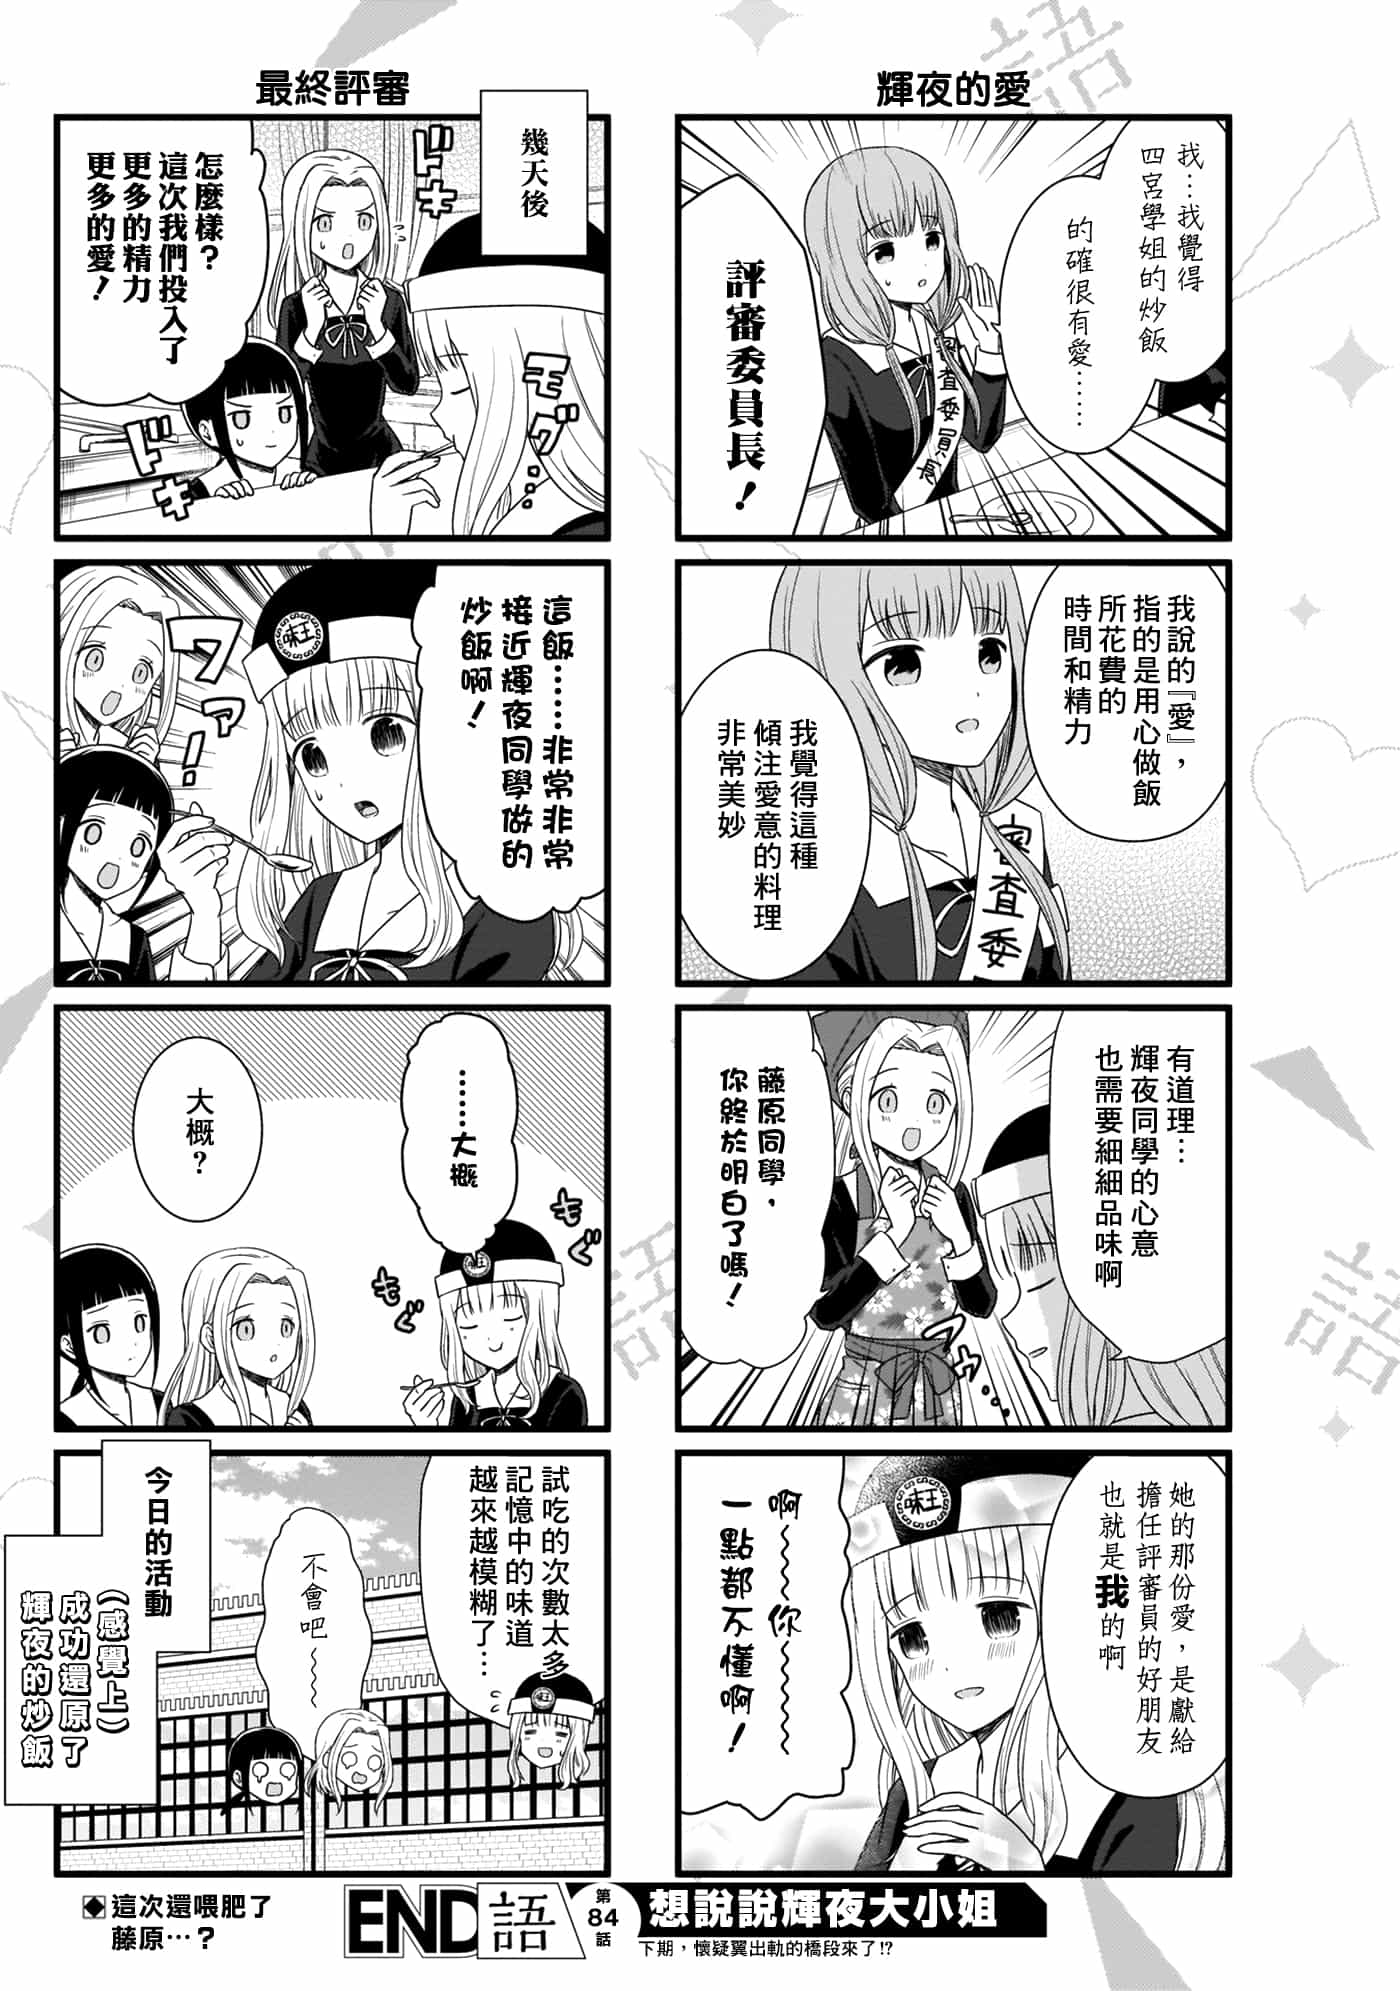 輝夜的愛
我…我覺得
四宮學姐的炒飯
的確很有愛……
審查委員長
評審委員長！
我說的『愛』，
指的是用心做飯
所花費的
時間和精力
我覺得這種
傾注愛意的料理
非常美妙
審查委
有道理…
輝夜同學的心意
也需要細細品味啊
藤原同學，
你終於明白了嗎！
她的那份愛，是獻給
擔任評審員的好朋友
也就是我的啊
味王
啊～～你～～
一點都不懂啊！
最終評審
幾天後
怎麼樣？
這次我們投入了
更多的精力
更多的愛！
ドキ
ドキ
モグ…
味王
這飯……非常非常
接近輝夜同學做的
炒飯啊！
ワァァ！
……大概
大概？
もぐ
もぐ
味王
試吃的次數太多
記憶中的味道
越來越模糊了…
不會吧～～
味王
今日的活動
（感覺上）
成功還原了
輝夜的炒飯
這次還喂肥了
藤原…？
END
語
第84話
想說說輝夜大小姐
下期，懷疑翼出軌的橋段來了!?
語
語
語